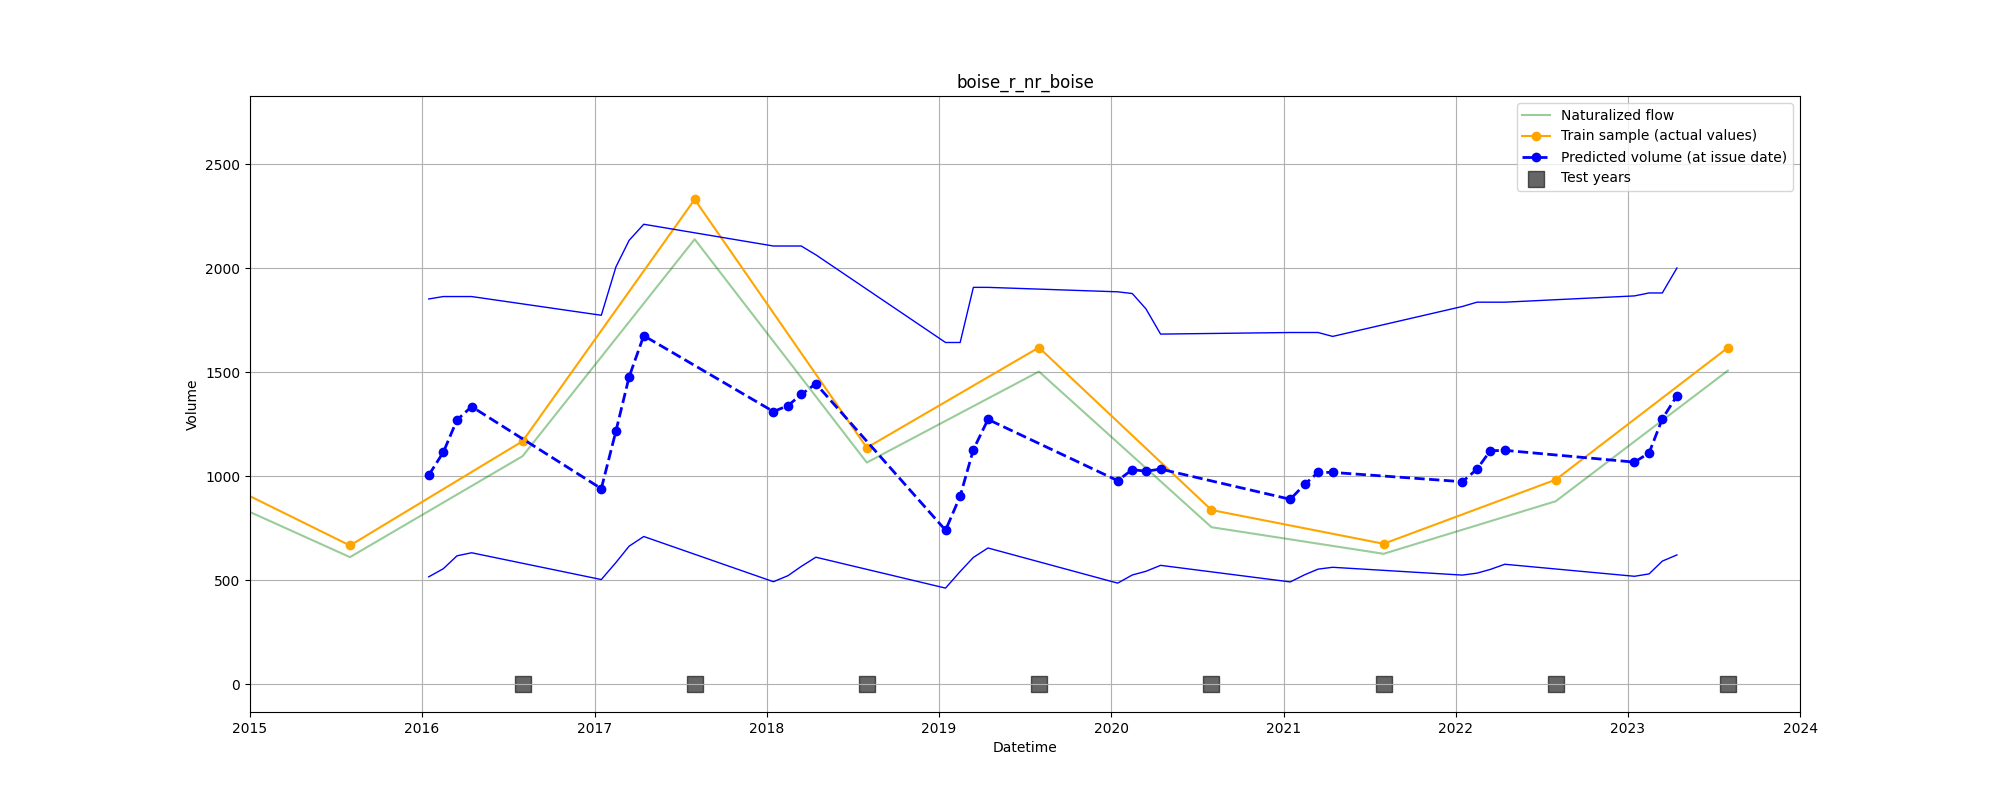 boise_r_nr_boise
Naturalized flow
Train sample (actual values)
Predicted volume (at issue date)
Test years
Volume
2500
2000
1500
1000
500
0
2015 2016 2017 2018 2019 2020 2021 2022 2023 2024
Datetime